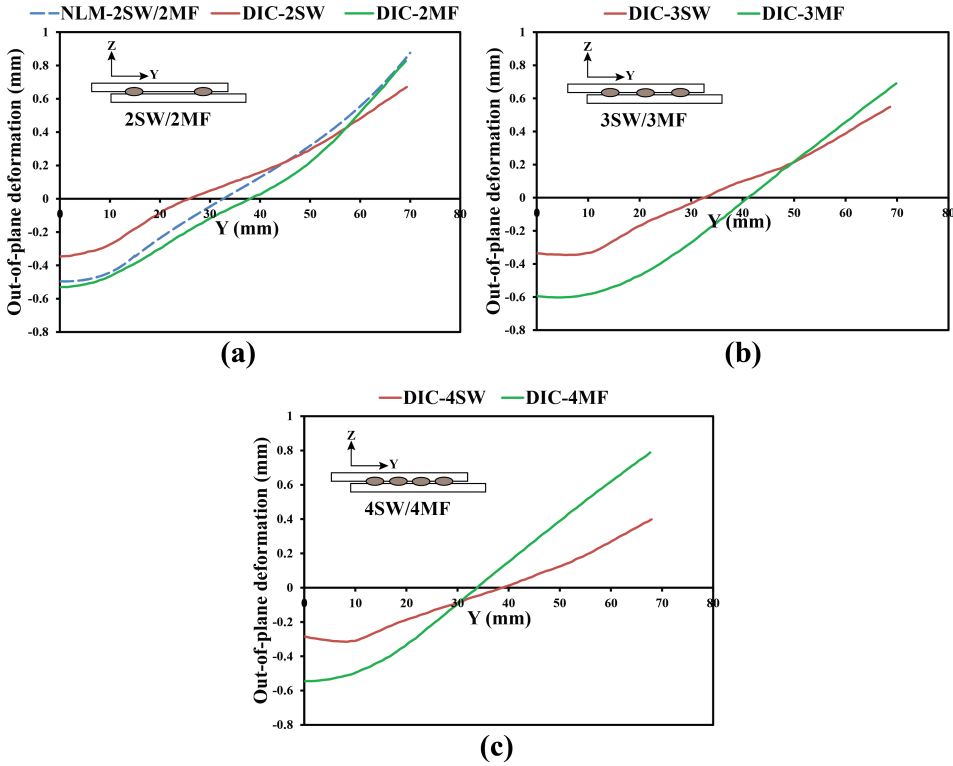 NLM-2SW/2MF DIC-2SW DIC-2MF
Out-of-plane deformation (mm)
1
0.8
0.6
0.4
0.2
0
-0.2
-0.4
-0.6
-0.8
Z
Y
2SW/2MF
0 10 20 30 40 50 60 70 80
Y (mm)
(a)
DIC-3SW DIC-3MF
Out-of-plane deformation (mm)
1
0.8
0.6
0.4
0.2
0
-0.2
-0.4
-0.6
-0.8
Z
Y
3SW/3MF
0 10 20 30 40 50 60 70 80
Y (mm)
(b)
DIC-4SW DIC-4MF
Out-of-plane deformation (mm)
1
0.8
0.6
0.4
0.2
0
-0.2
-0.4
-0.6
-0.8
Z
Y
4SW/4MF
0 10 20 30 40 50 60 70 80
Y (mm)
(c)